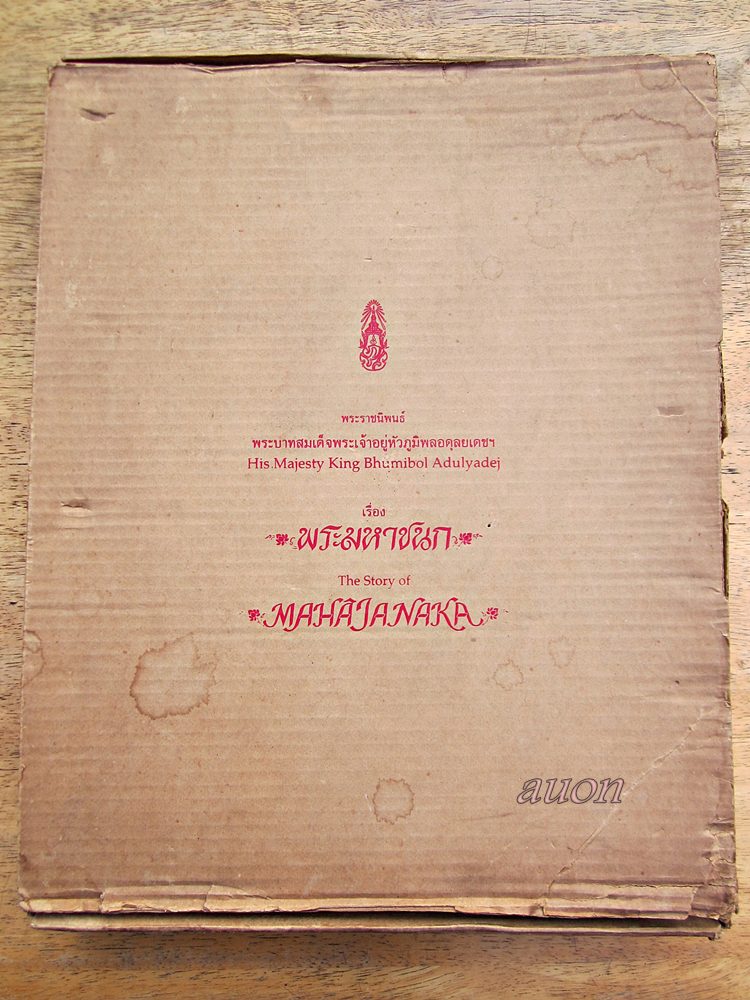 พระราชนิพนธ์
พระบาทสมเด็จพระเจ้าอยู่หัวภูมิพลอดุลยเดชฯ
His Majesty King Bhumibol Adulyadej
เรื่อง
พระมหาชนก
The Story of
MAHĀJANAKA
auon